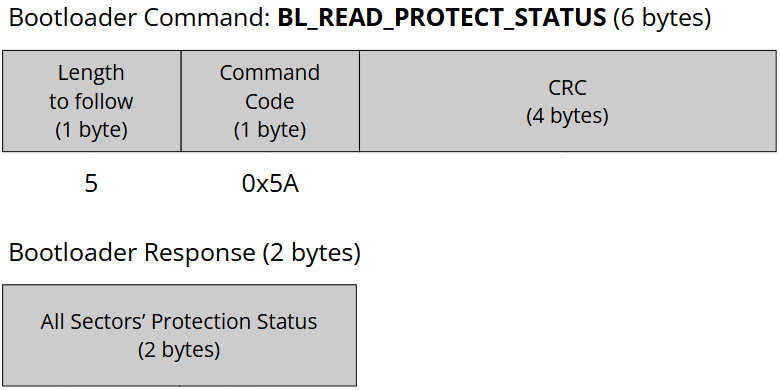 Bootloader Command: BL_READ_PROTECT_STATUS (6 bytes)
Length
to follow
(1 byte)
Command
Code
(1 byte)
CRC
(4 bytes)
5
0x5A
Bootloader Response (2 bytes)
All Sectors’ Protection Status
(2 bytes)